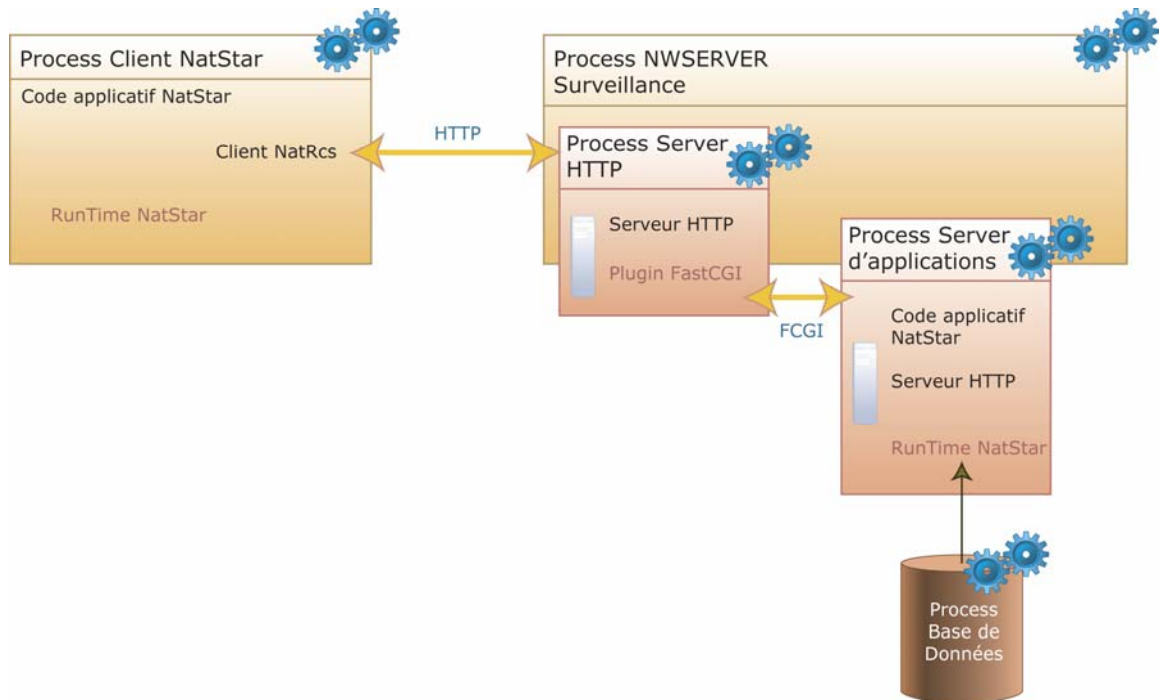 Process Client NatStar
Code applicatif NatStar
Client NatRcs
RunTime NatStar
HTTP
Process NWSERVER
Surveillance
Process Server
HTTP
Serveur HTTP
Plugin FastCGI
FCGI
Process Server
d'applications
Code applicatif
NatStar
Serveur HTTP
RunTime NatStar
Process
Base de
Données